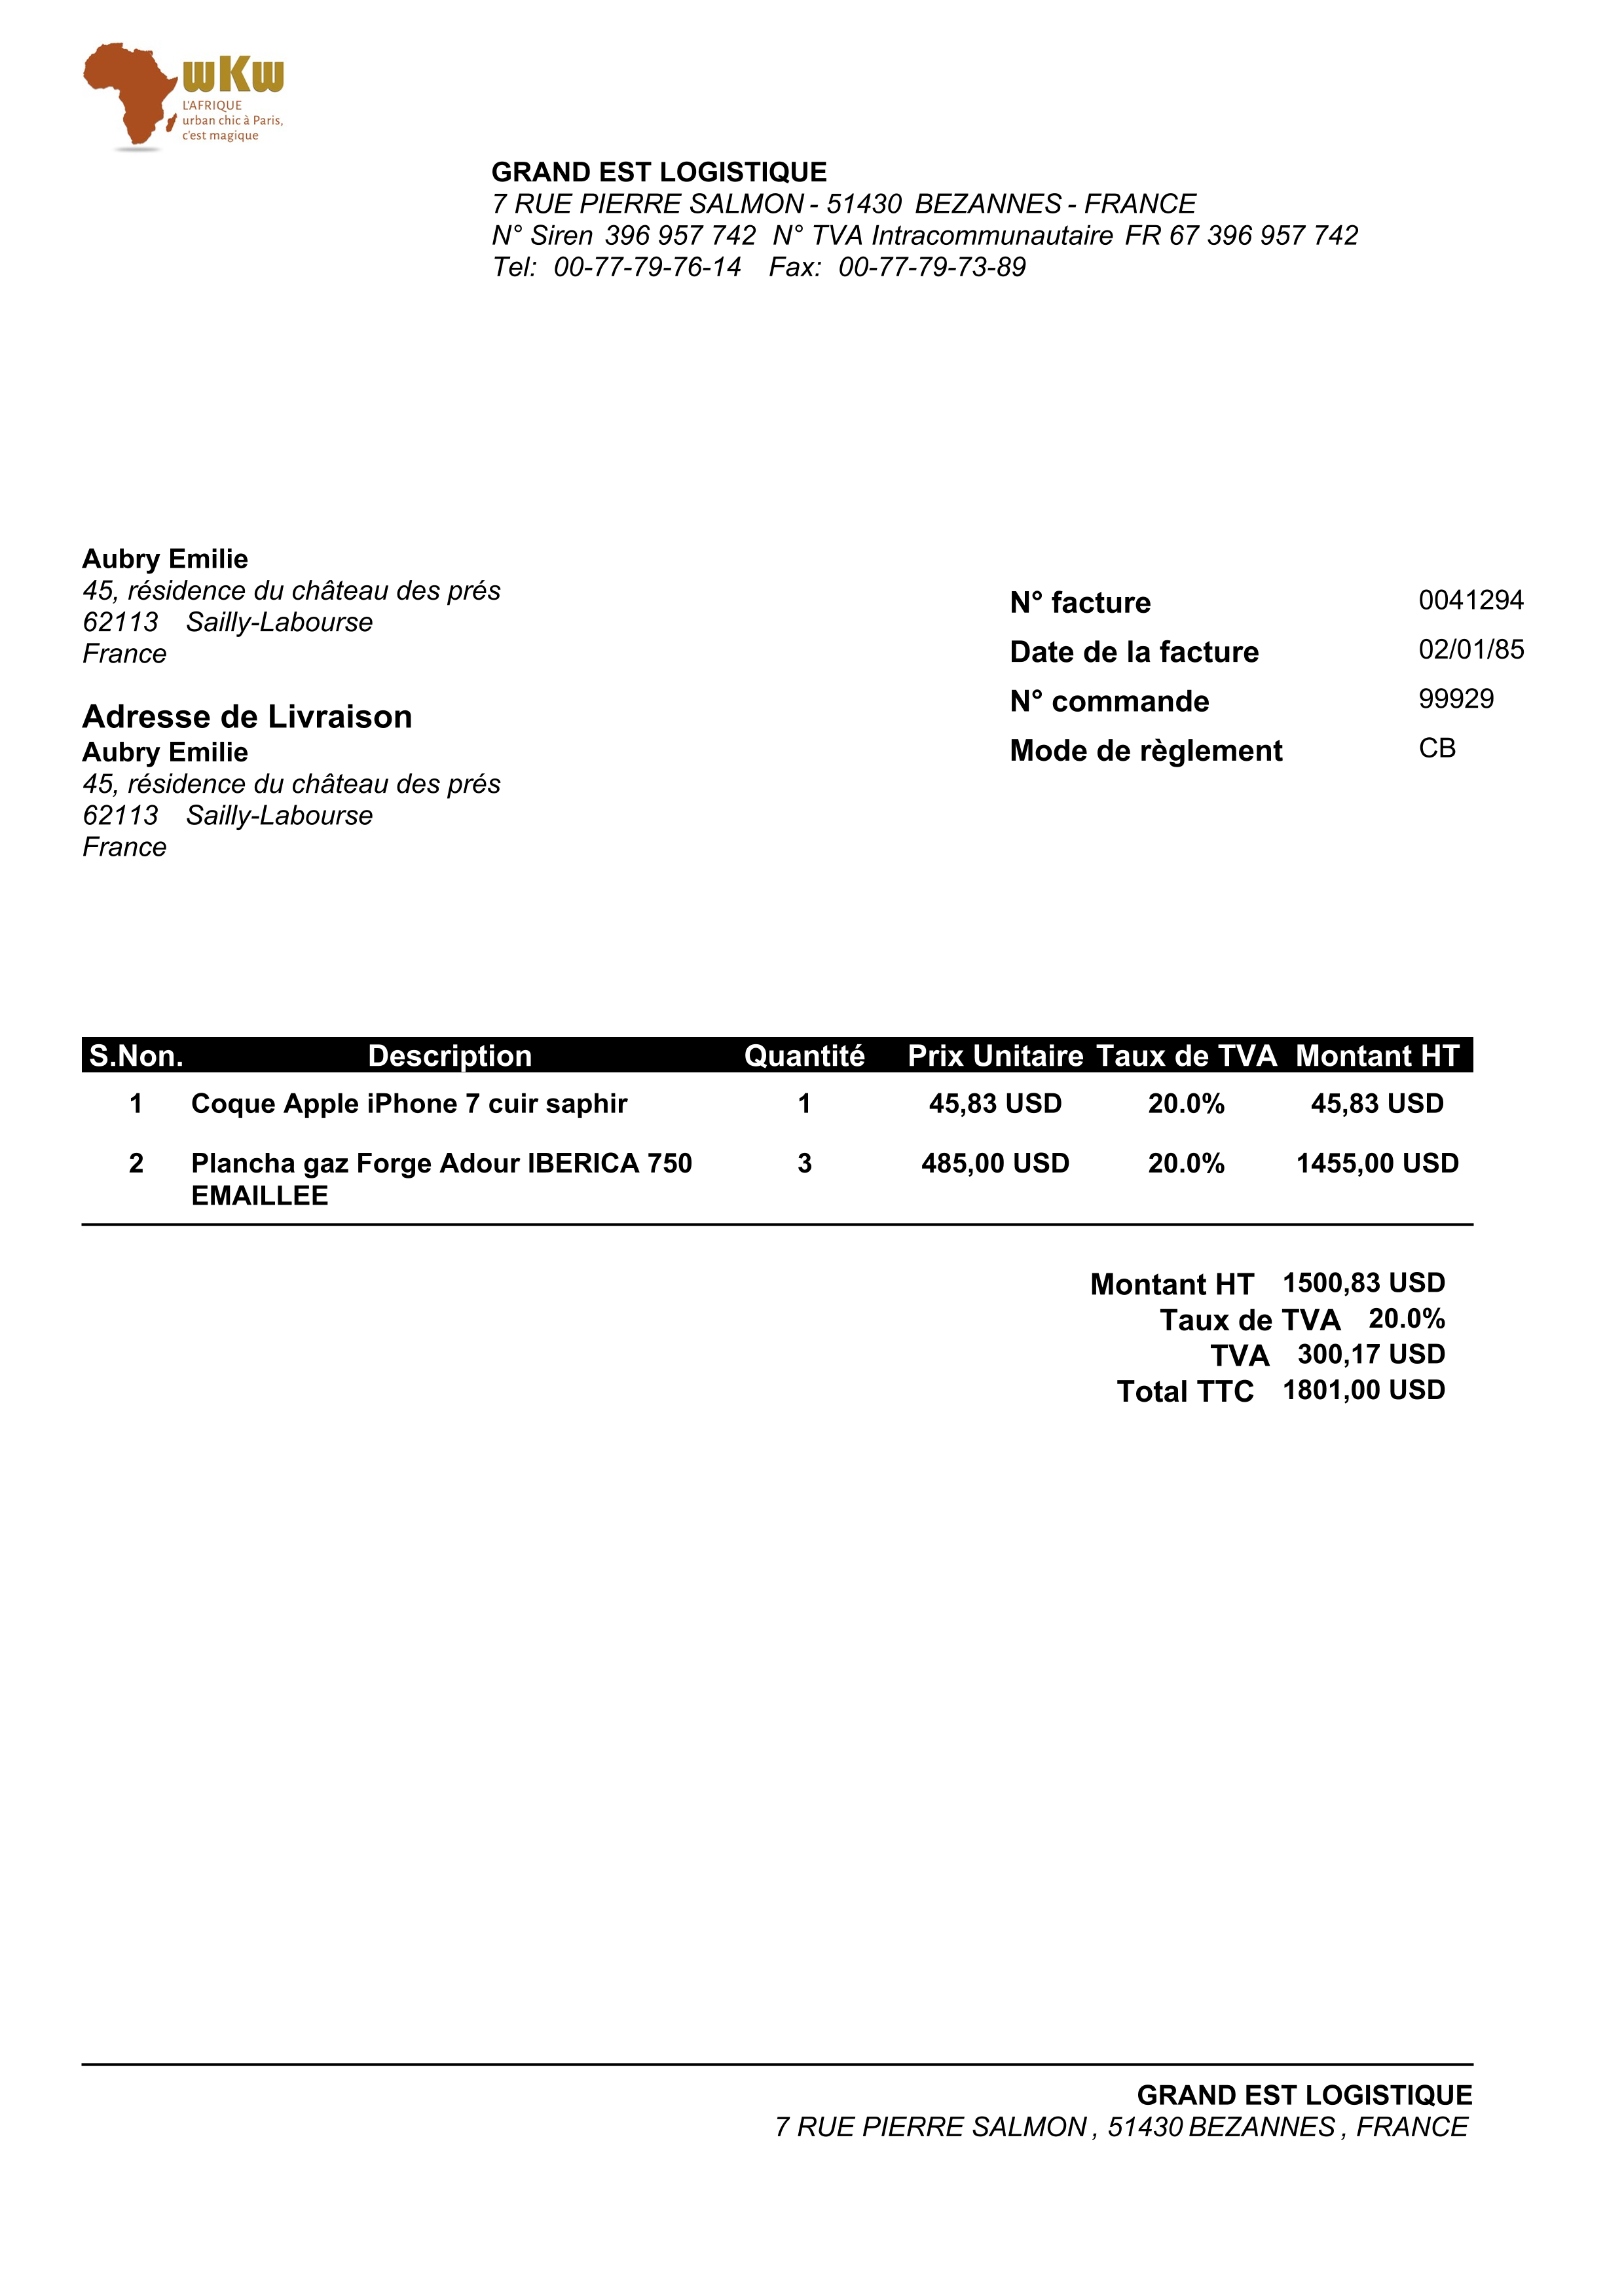 wKw
L'AFRIQUE
urban chic à Paris,
c'est magique
GRAND EST LOGISTIQUE
7 RUE PIERRE SALMON - 51430 BEZANNES - FRANCE
N° Siren 396 957 742 N° TVA Intracommunautaire FR 67 396 957 742
Tel: 00-77-79-76-14 Fax: 00-77-79-73-89
Aubry Emilie
45, résidence du château des prés
62113 Sailly-Labourse
France
N° facture 0041294
Date de la facture 02/01/85
N° commande 99929
Mode de règlement CB
Adresse de Livraison
Aubry Emilie
45, résidence du château des prés
62113 Sailly-Labourse
France
S.Non. Description Quantité Prix Unitaire Taux de TVA Montant HT
1 Coque Apple iPhone 7 cuir saphir 1 45,83 USD 20.0% 45,83 USD
2 Plancha gaz Forge Adour IBERICA 750 3 485,00 USD 20.0% 1455,00 USD
EMAILLEE
Montant HT 1500,83 USD
Taux de TVA 20.0%
TVA 300,17 USD
Total TTC 1801,00 USD
GRAND EST LOGISTIQUE
7 RUE PIERRE SALMON , 51430 BEZANNES , FRANCE